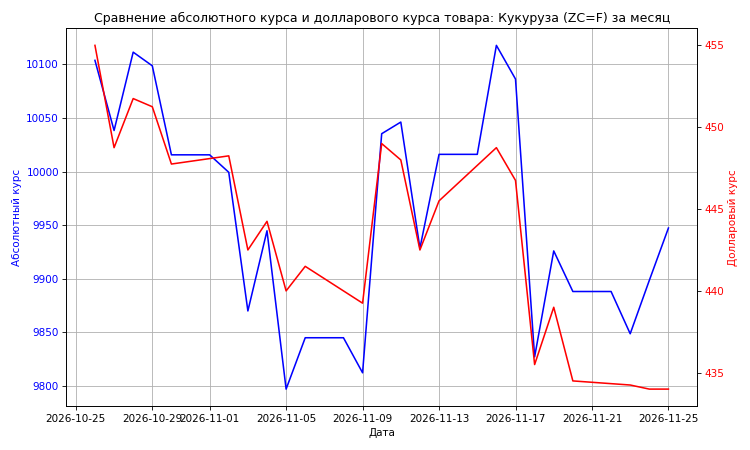 Сравнение абсолютного курса и долларового курса товара: Кукуруза (ZC=F) за месяц
Абсолютный курс
10100
10050
10000
9950
9900
9850
9800
455
450
445
440
435
Долларовый курс
2026-10-25 2026-10-29 2026-11-01 2026-11-05 2026-11-09 2026-11-13 2026-11-17 2026-11-21 2026-11-25
Дата